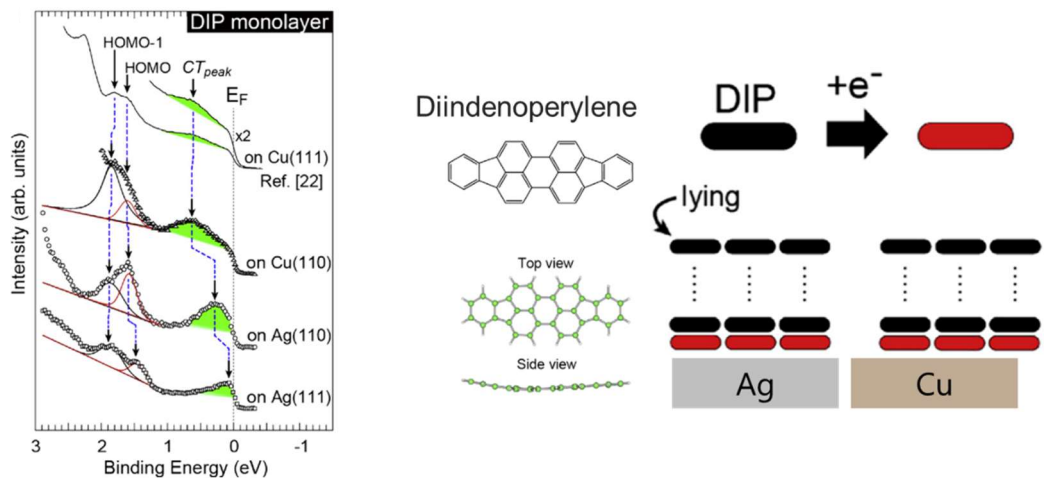 DIP monolayer
HOMO-1
HOMO
CTpeak
EF
x2
on Cu(111)
Ref. [22]
on Cu(110)
on Ag(110)
on Ag(111)
Intensity (arb. units)
3 2 1 0 -1
Binding Energy (eV)
Diindenoperylene
Top view
Side view
DIP
+e-
lying
Ag
Cu